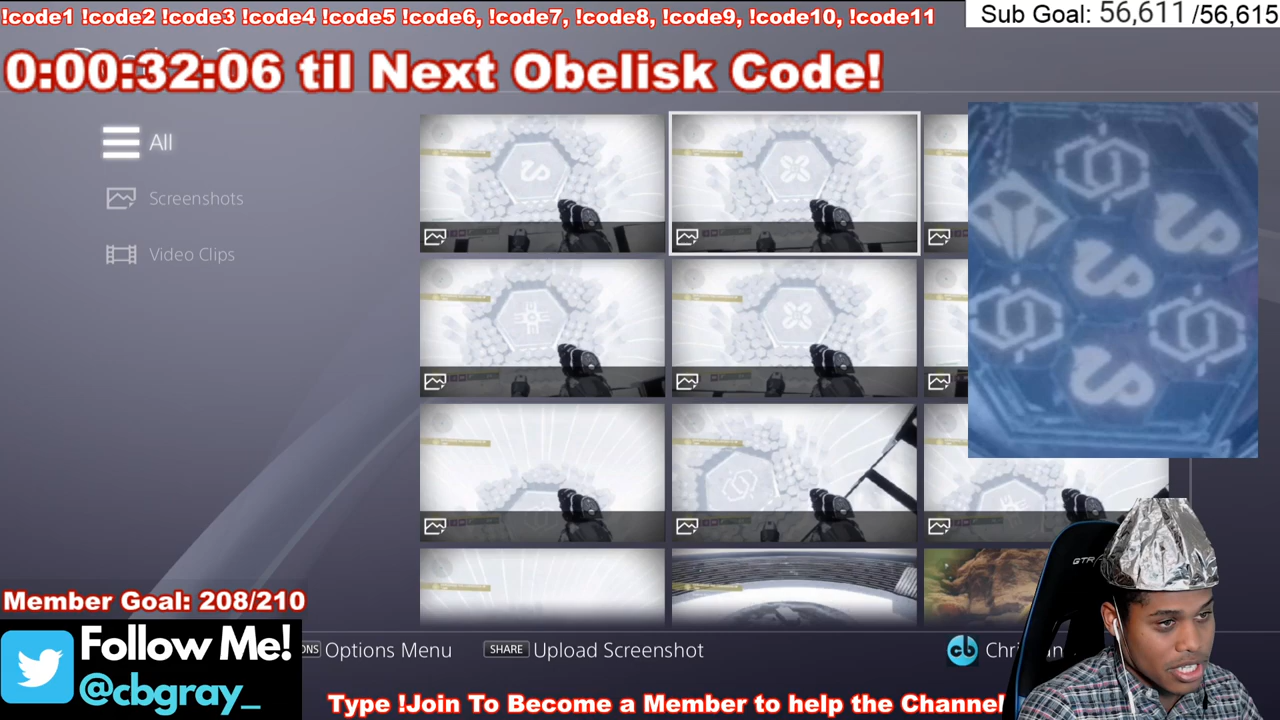 !code1 !code2 !code3 !code4 !code5 !code6, !code7, !code8, !code9, !code10, !code11
Sub Goal: 56,611 /56,615
0:00:32:06 til Next Obelisk Code!
All
Screenshots
Video Clips
GTR
Member Goal: 208/210
Follow Me!
@cbgray_
Options Menu
SHARE Upload Screenshot
cb
Type !Join To Become a Member to help the Channel